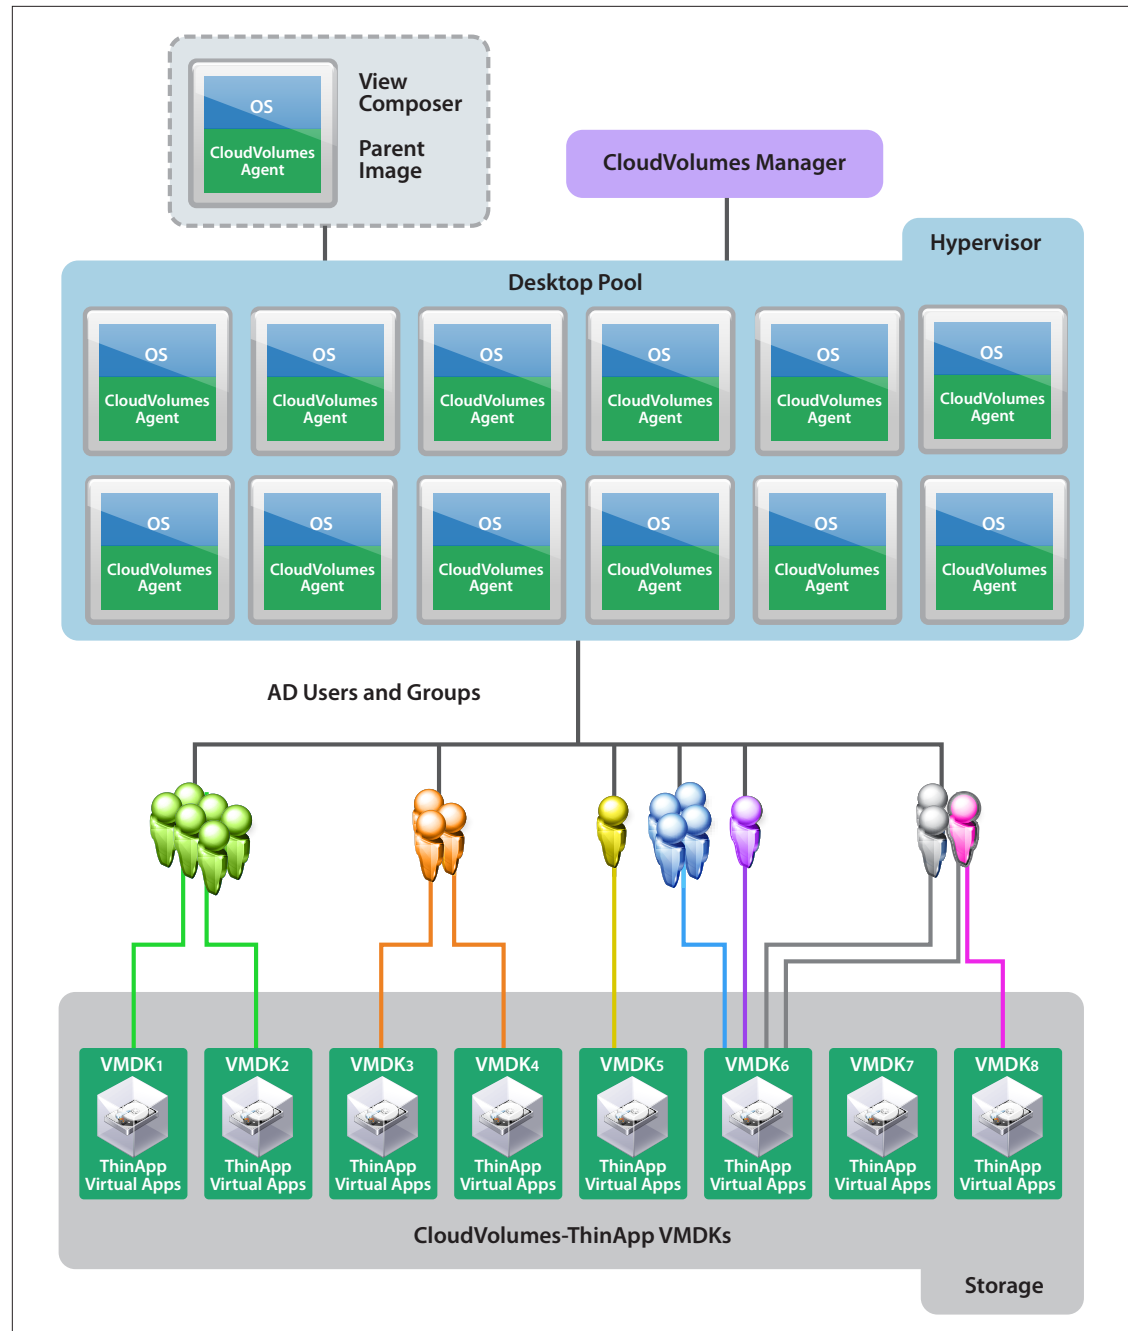 OS
CloudVolumes
Agent
View
Composer
Parent
Image
CloudVolumes Manager
Hypervisor
Desktop Pool
OS
CloudVolumes
Agent
OS
CloudVolumes
Agent
OS
CloudVolumes
Agent
OS
CloudVolumes
Agent
OS
CloudVolumes
Agent
OS
CloudVolumes
Agent
OS
CloudVolumes
Agent
OS
CloudVolumes
Agent
OS
CloudVolumes
Agent
OS
CloudVolumes
Agent
OS
CloudVolumes
Agent
OS
CloudVolumes
Agent
AD Users and Groups
VMDK1
ThinApp
Virtual Apps
VMDK2
ThinApp
Virtual Apps
VMDK3
ThinApp
Virtual Apps
VMDK4
ThinApp
Virtual Apps
VMDK5
ThinApp
Virtual Apps
VMDK6
ThinApp
Virtual Apps
VMDK7
ThinApp
Virtual Apps
VMDK8
ThinApp
Virtual Apps
CloudVolumes-ThinApp VMDKs
Storage